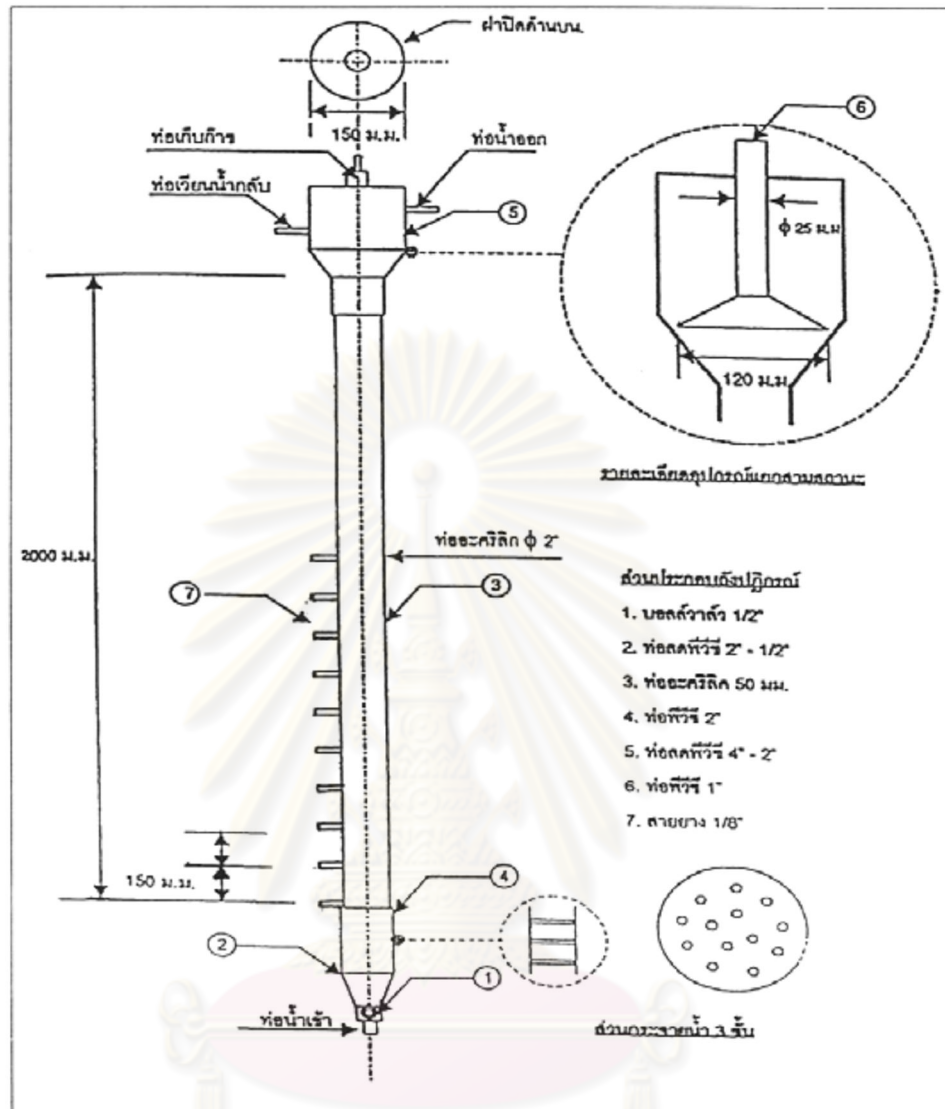 ฝาปิดด้านบน.
150 ม.ม.
ท่อเก็บก๊าซ
ท่อน้ำออก
ท่อเวียนน้ำกลับ
5
6
ϕ 25 ม.ม
120 ม.ม.
รายละเอียดอุปกรณ์แยกสามสถานะ
2000 ม.ม.
ท่ออะคริลิก ϕ 2"
7
3
ส่วนประกอบถังปฏิกรณ์
1. บอลล์วาล์ว 1/2"
2. ท่อลดพีวีซี 2" - 1/2"
3. ท่ออะคริลิค 50 มม.
4. ท่อพีวีซี 2"
5. ท่อลดพีวีซี 4" - 2"
6. ท่อพีวีซี 1"
7. สายยาง 1/8"
150 ม.ม.
4
2
1
ท่อน้ำเข้า
ส่วนกระจายน้ำ 3 ชั้น